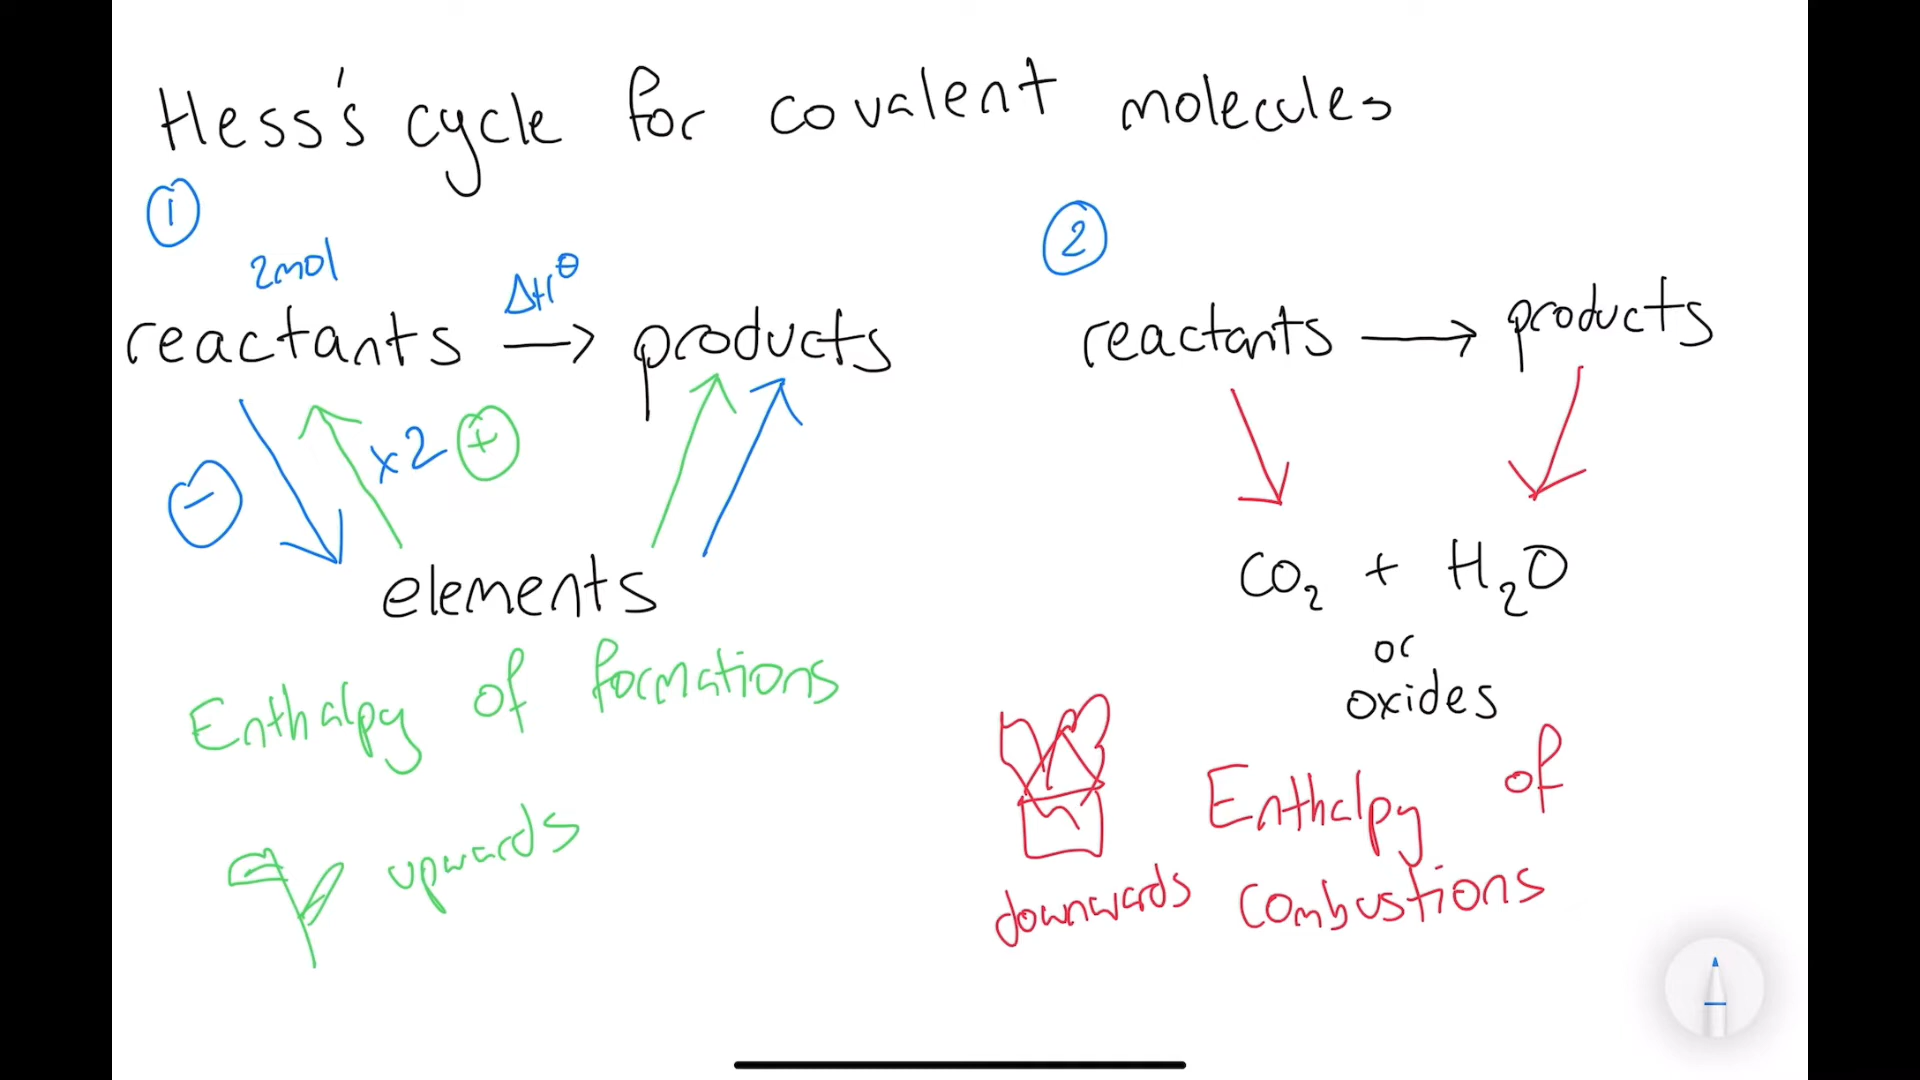 Hess's cycle for covalent molecules
1
2mol
ΔH⦵
reactants → products
x2 +
−
elements
Enthalpy of formations
upwards
2
reactants → products
CO₂ + H₂O
or
oxides
Enthalpy of
downwards combustions